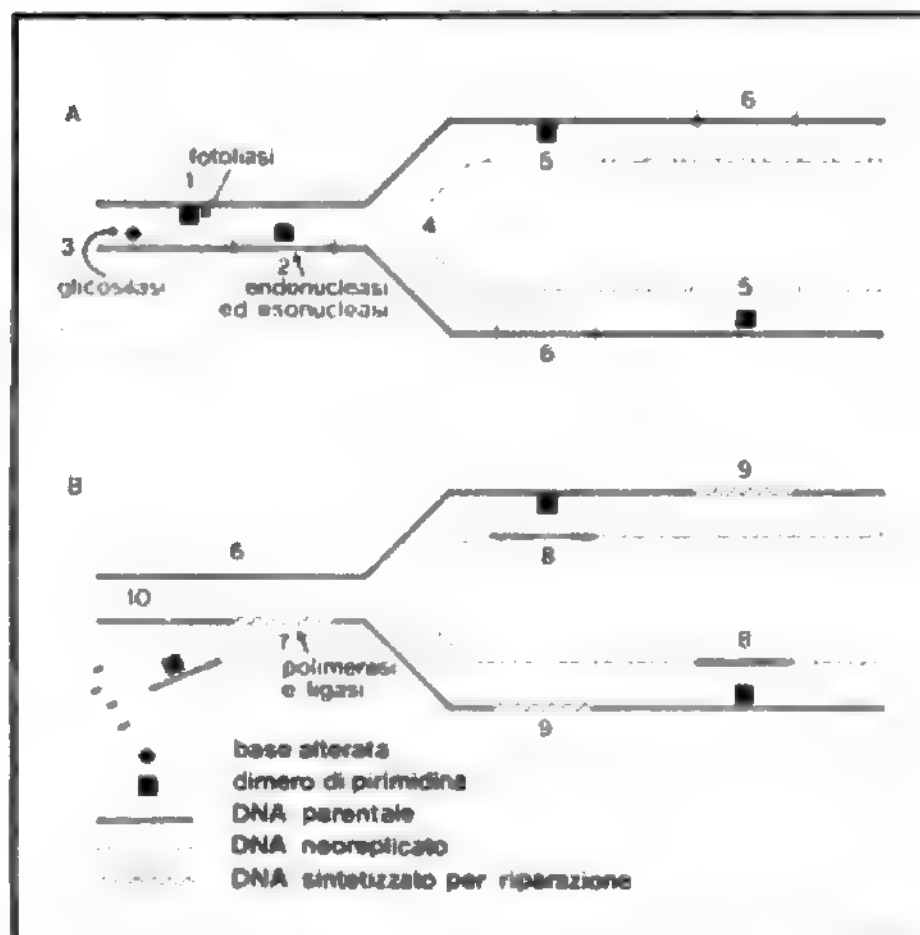 A
6
fotoliasi
1
5
4
3
2
5
glicosilasi
endonucleasi
ed esonucleasi
6
B
9
6
8
10
7
8
polimerasi
e ligasi
9
base alterata
dimero di pirimidina
DNA parentale
DNA neoreplicato
DNA sintetizzato per riparazione